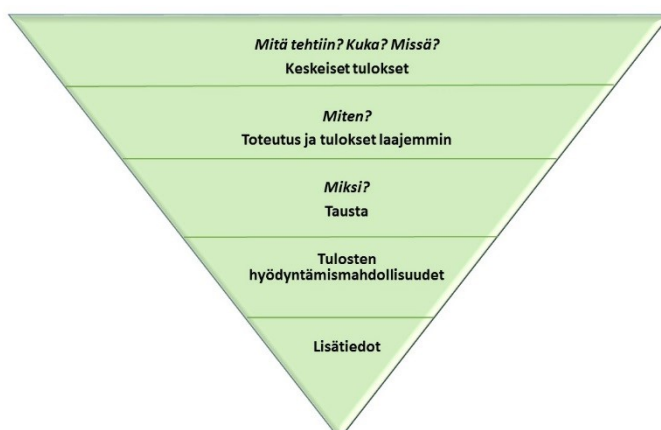 Mitä tehtiin? Kuka? Missä?
Keskeiset tulokset
Miten?
Toteutus ja tulokset laajemmin
Miksi?
Tausta
Tulosten
hyödyntämismahdollisuudet
Lisätiedot